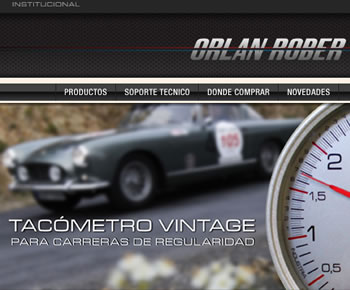 INSTITUCIONAL
ORLAN ROBER
PRODUCTOS SOPORTE TECNICO DONDE COMPRAR NOVEDADES
105
TACÓMETRO VINTAGE
PARA CARRERAS DE REGULARIDAD
2
1,5
1
0,5